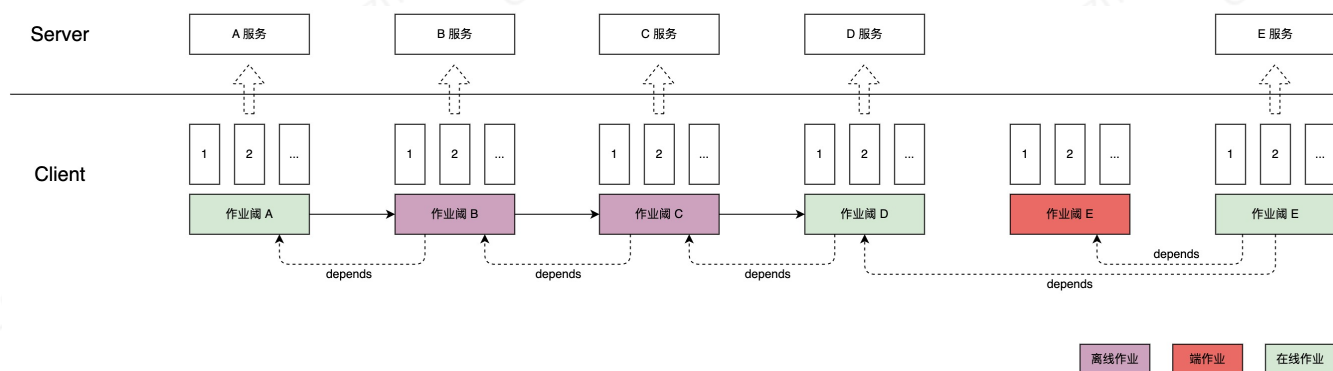 Server
A 服务
B 服务
C 服务
D 服务
E 服务
Client
1
2
...
1
2
...
1
2
...
1
2
...
1
2
...
1
2
...
作业阈 A
作业阈 B
作业阈 C
作业阈 D
作业阈 E
作业阈 E
depends
depends
depends
depends
depends
离线作业
端作业
在线作业